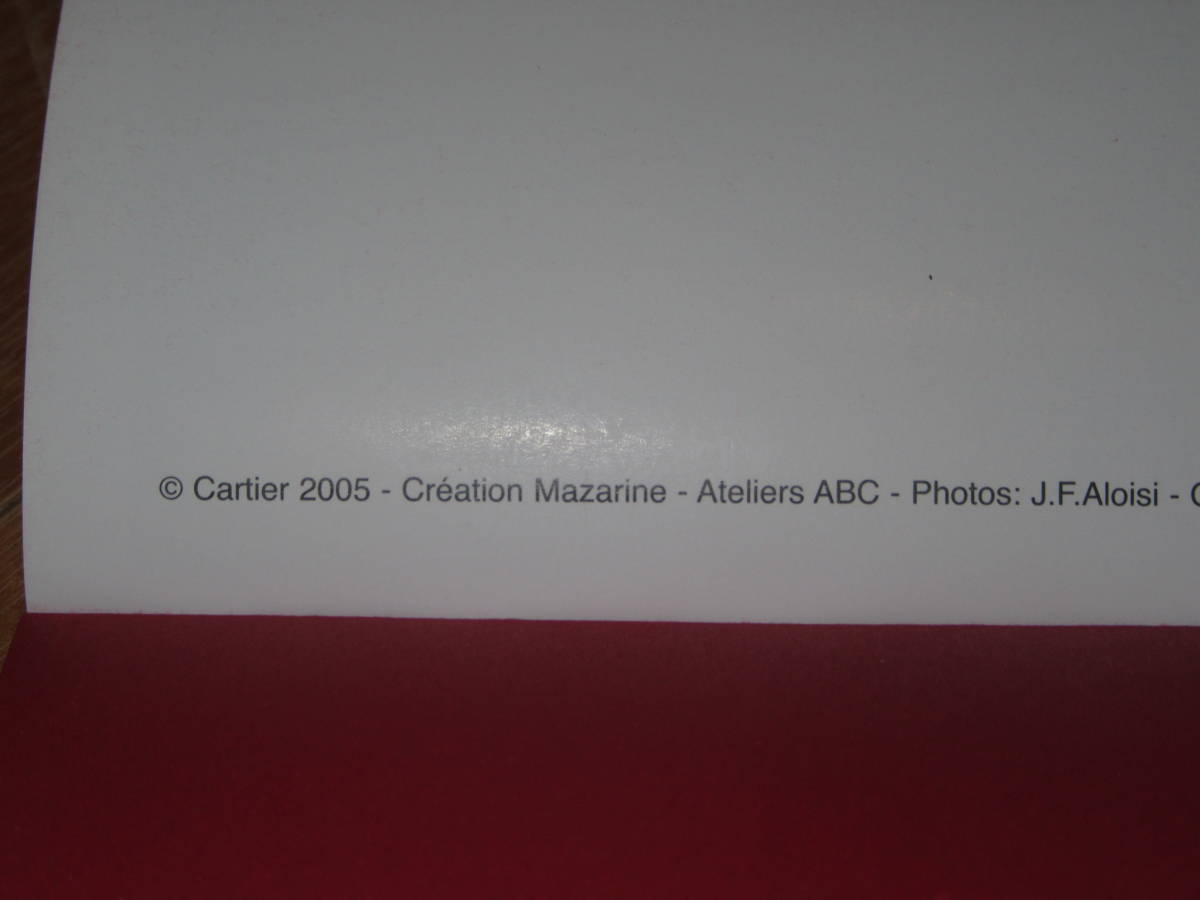 © Cartier 2005 - Création Mazarine - Ateliers ABC - Photos: J.F.Aloisi -